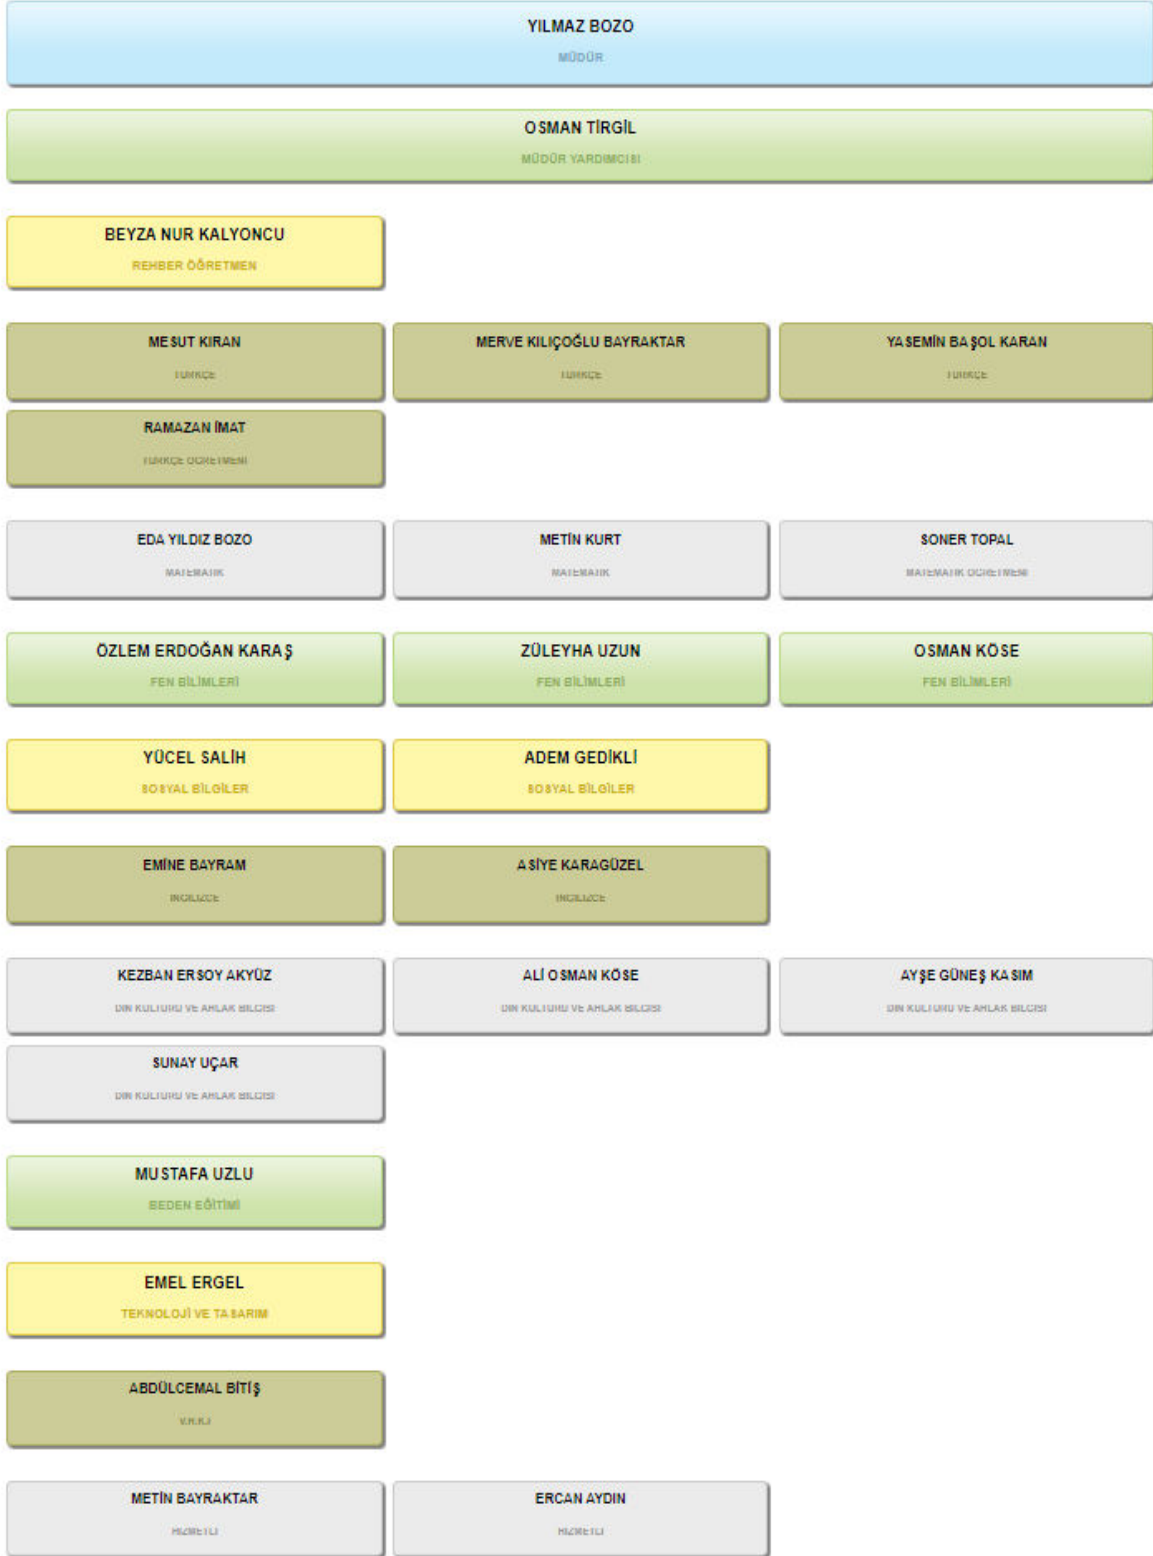 YILMAZ BOZO
MÜDÜR
OSMAN TİRGİL
MÜDÜR YARDIMCISI
BEYZA NUR KALYONCU
REHBER ÖĞRETMEN
MESUT KIRAN
TÜRKÇE
MERVE KILIÇOĞLU BAYRAKTAR
TÜRKÇE
YASEMİN BAŞOL KARAN
TÜRKÇE
RAMAZAN İMAT
TÜRKÇE ÖĞRETMENİ
EDA YILDIZ BOZO
MATEMATİK
METİN KURT
MATEMATİK
SONER TOPAL
MATEMATİK ÖĞRETMENİ
ÖZLEM ERDOĞAN KARAŞ
FEN BİLİMLERİ
ZÜLEYHA UZUN
FEN BİLİMLERİ
OSMAN KÖSE
FEN BİLİMLERİ
YÜCEL SALİH
SOSYAL BİLGİLER
ADEM GEDİKLİ
SOSYAL BİLGİLER
EMİNE BAYRAM
İNGİLİZCE
ASİYE KARAGÜZEL
İNGİLİZCE
KEZBAN ERSOY AKYÜZ
DİN KÜLTÜRÜ VE AHLAK BİLGİSİ
ALİ OSMAN KÖSE
DİN KÜLTÜRÜ VE AHLAK BİLGİSİ
AYŞE GÜNEŞ KASIM
DİN KÜLTÜRÜ VE AHLAK BİLGİSİ
SUNAY UÇAR
DİN KÜLTÜRÜ VE AHLAK BİLGİSİ
MUSTAFA UZLU
BEDEN EĞİTİMİ
EMEL ERGEL
TEKNOLOJİ VE TASARIM
ABDÜLCEMAL BİTİŞ
V.H.K.İ
METİN BAYRAKTAR
HİZMETLİ
ERCAN AYDIN
HİZMETLİ